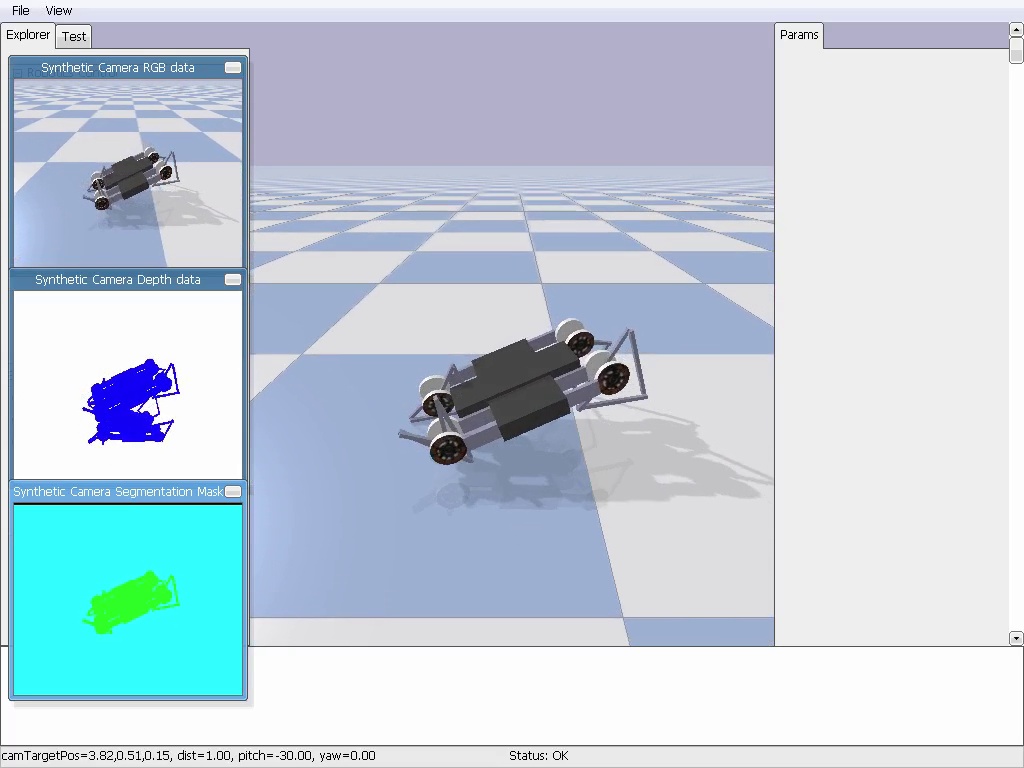 File View
Explorer Test
Params
Synthetic Camera RGB data
Synthetic Camera Depth data
Synthetic Camera Segmentation Mask
camTargetPos=3.82,0.51,0.15, dist=1.00, pitch=-30.00, yaw=0.00 Status: OK